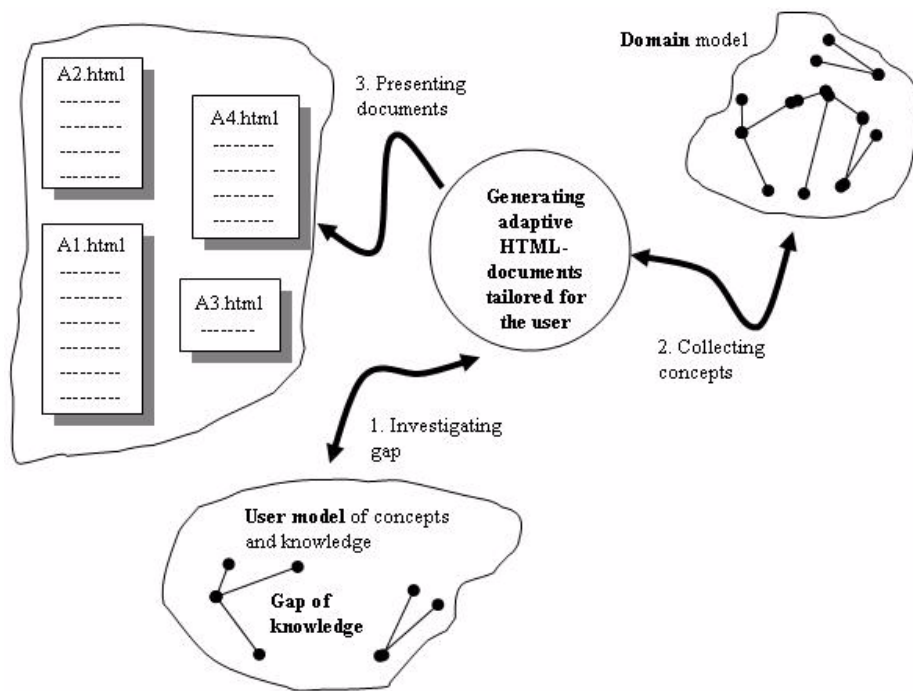 A2.html
--------
--------
--------
--------
A4.html
--------
--------
--------
--------
A1.html
--------
--------
--------
--------
--------
--------
A3.html
-------
3. Presenting
documents
Generating
adaptive
HTML-
documents
tailored for
the user
Domain model
2. Collecting
concepts
1. Investigating
gap
User model of concepts
and knowledge
Gap of
knowledge